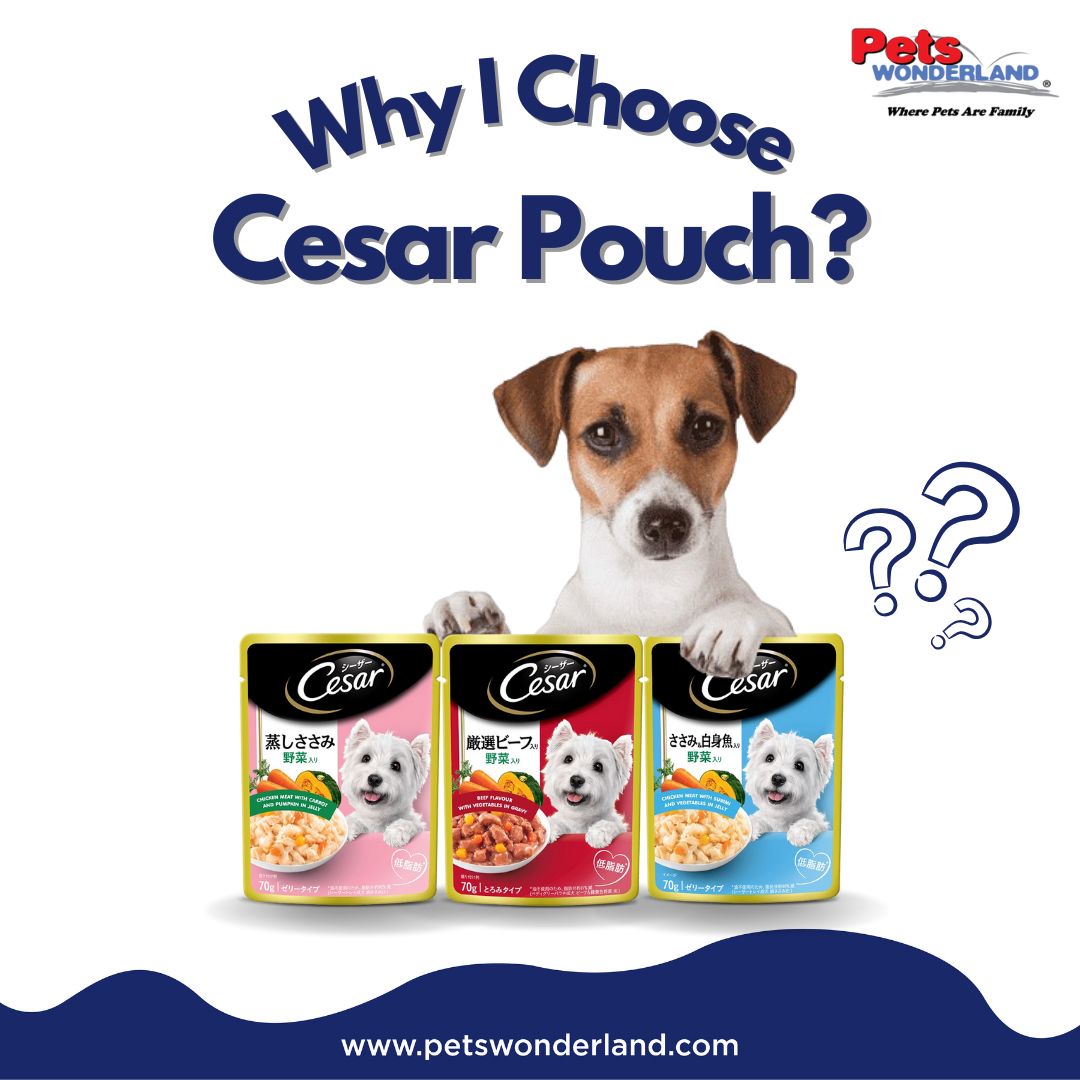 Pets
WONDERLAND®
Where Pets Are Family
Why I Choose
Cesar Pouch?
シーザー
Cesar
蒸しささみ
野菜入り
CHICKEN MEAT WITH CARROT
AND PUMPKIN IN JELLY
低脂肪
70g ゼリータイプ
シーザー
Cesar
厳選ビーフ入り
野菜入り
BEEF FLAVOUR
WITH VEGETABLES IN GRAVY
低脂肪
70g とろみタイプ
シーザー
Cesar
ささみ&白身魚入り
野菜入り
CHICKEN MEAT WITH SURIMI
AND VEGETABLES IN JELLY
低脂肪
イメージ
70g ゼリータイプ
www.petswonderland.com